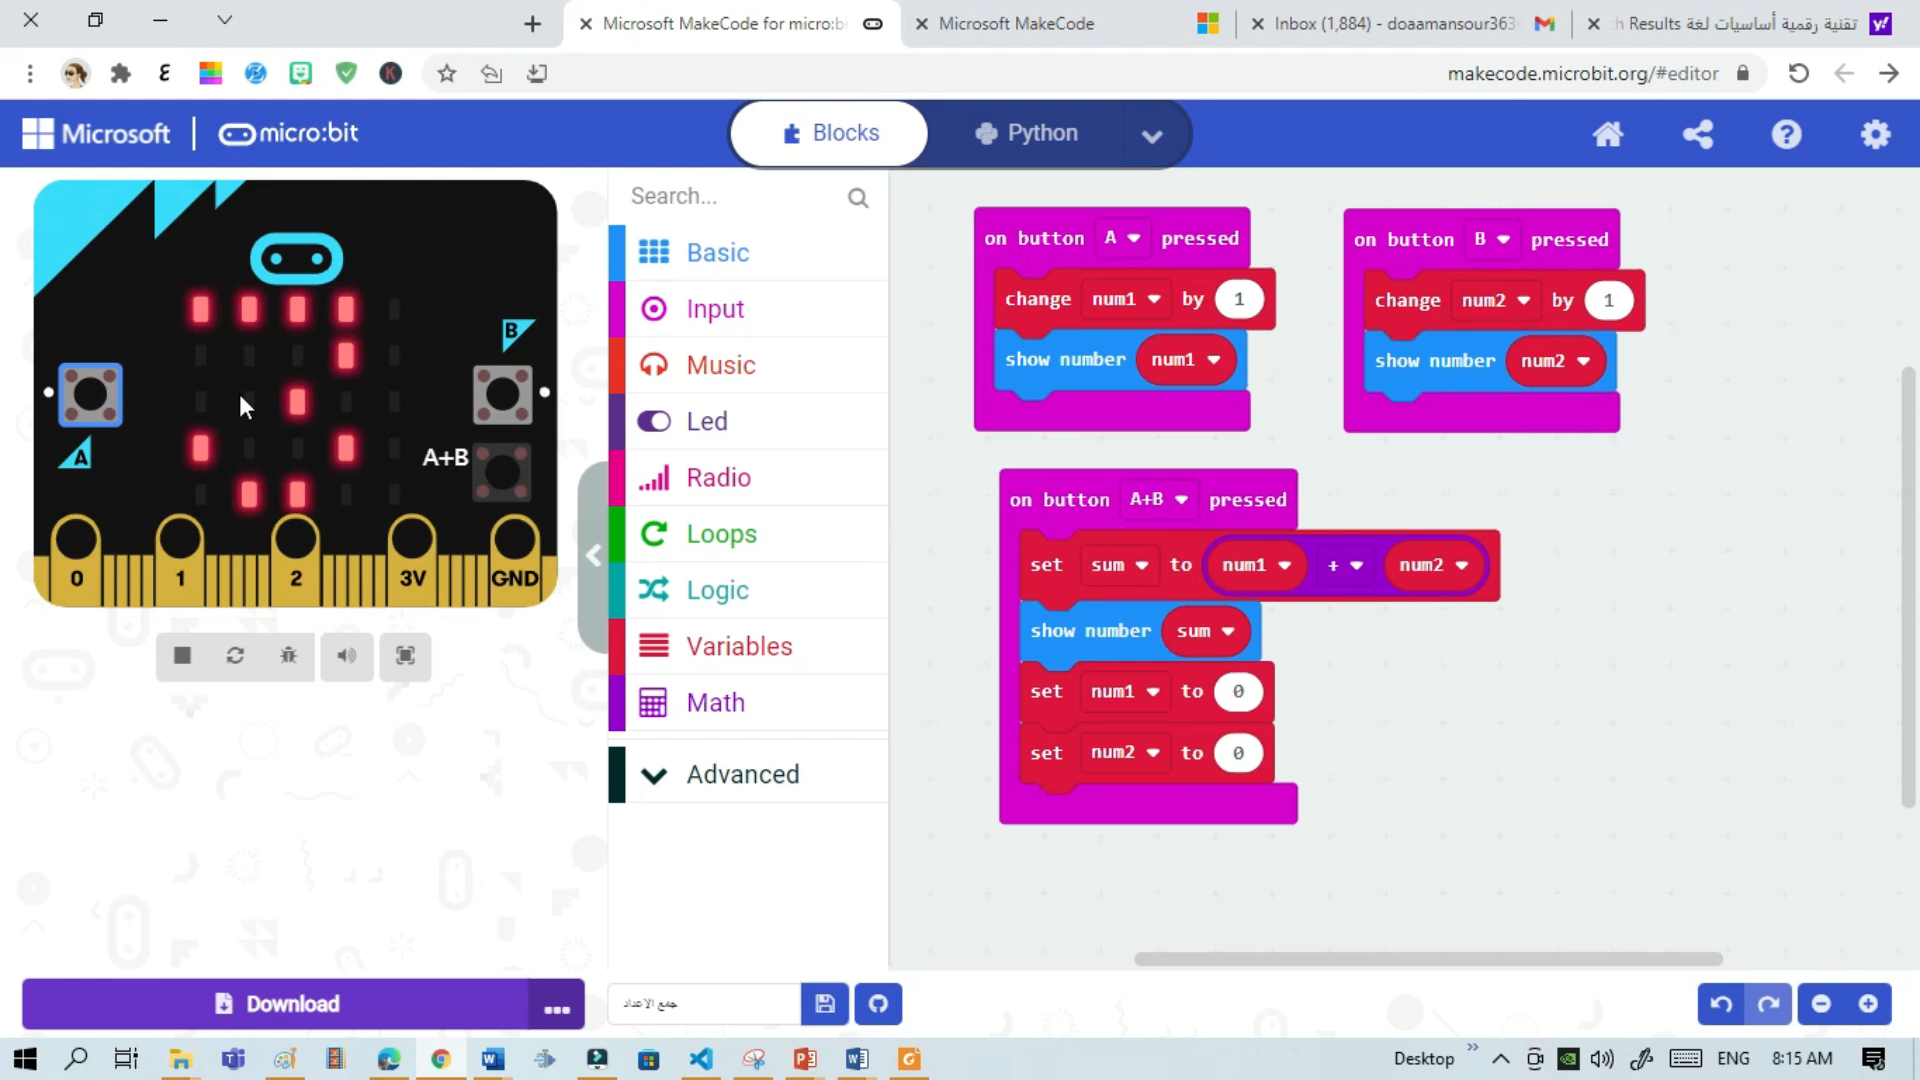 Microsoft MakeCode for micro:bi
Microsoft MakeCode
Inbox (1,884) - doaamansour363
h Results تقنية رقمية أساسيات لغة
makecode.microbit.org/#editor
Microsoft
micro:bit
Blocks
Python
Search...
Basic
Input
Music
Led
Radio
Loops
Logic
Variables
Math
Advanced
B
A
A+B
0
1
2
3V
GND
on button A pressed
change num1 by 1
show number num1
on button B pressed
change num2 by 1
show number num2
on button A+B pressed
set sum to num1 + num2
show number sum
set num1 to 0
set num2 to 0
Download
...
جمع الاعداد
Desktop
ENG
8:15 AM